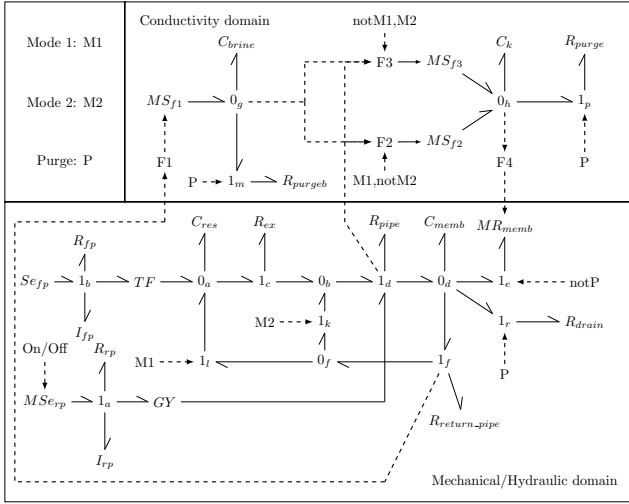 Mode 1: M1
Mode 2: M2
Purge: P
Conductivity domain
notM1,M2
C_brine
C_k
R_purge
F3
MS_f3
MS_f1
0_g
0_h
1_p
F1
F2
MS_f2
P
1_m
R_purgeb
M1,notM2
F4
P
C_res
R_ex
R_pipe
C_memb
MR_memb
R_fp
Se_fp
1_b
TF
0_a
1_c
0_b
1_d
0_d
1_e
notP
I_fp
M2
1_k
1_r
R_drain
On/Off
R_rp
M1
1_l
0_f
1_f
P
MSe_rp
1_a
GY
R_return_pipe
I_rp
Mechanical/Hydraulic domain